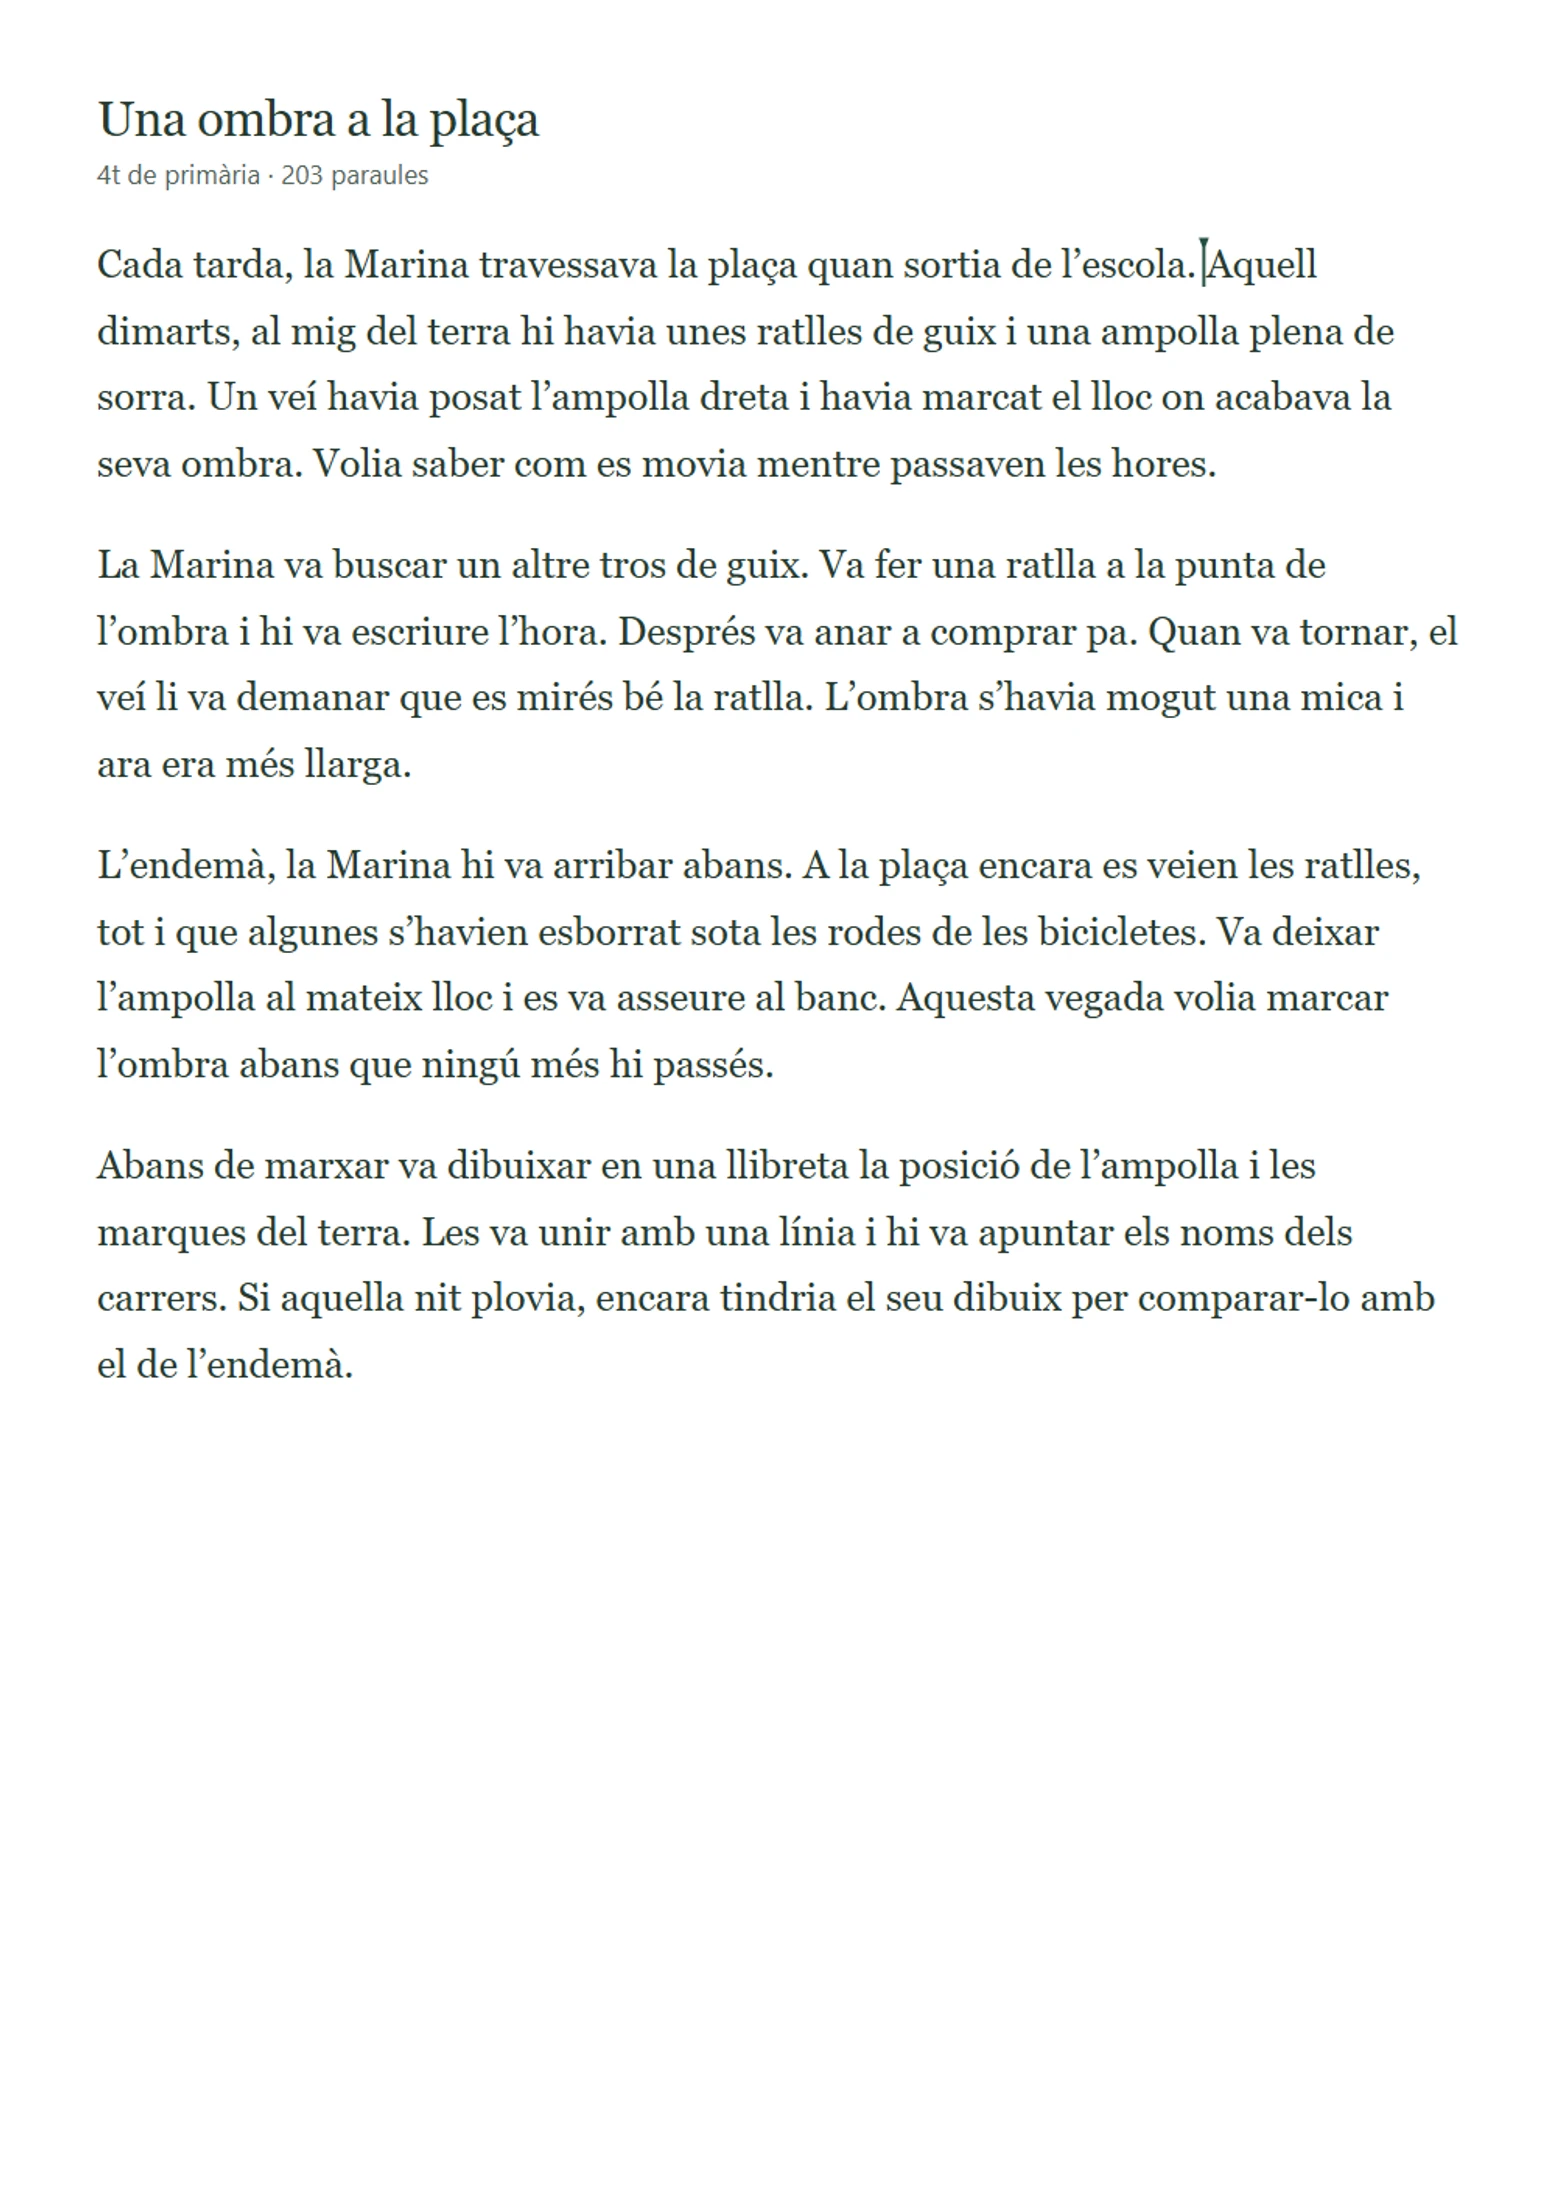 Una ombra a la plaça
4t de primària · 203 paraules
Cada tarda, la Marina travessava la plaça quan sortia de l’escola. Aquell
dimarts, al mig del terra hi havia unes ratlles de guix i una ampolla plena de
sorra. Un veí havia posat l’ampolla dreta i havia marcat el lloc on acabava la
seva ombra. Volia saber com es movia mentre passaven les hores.
La Marina va buscar un altre tros de guix. Va fer una ratlla a la punta de
l’ombra i hi va escriure l’hora. Després va anar a comprar pa. Quan va tornar, el
veí li va demanar que es mirés bé la ratlla. L’ombra s’havia mogut una mica i
ara era més llarga.
L’endemà, la Marina hi va arribar abans. A la plaça encara es veien les ratlles,
tot i que algunes s’havien esborrat sota les rodes de les bicicletes. Va deixar
l’ampolla al mateix lloc i es va asseure al banc. Aquesta vegada volia marcar
l’ombra abans que ningú més hi passés.
Abans de marxar va dibuixar en una llibreta la posició de l’ampolla i les
marques del terra. Les va unir amb una línia i hi va apuntar els noms dels
carrers. Si aquella nit plovia, encara tindria el seu dibuix per comparar-lo amb
el de l’endemà.